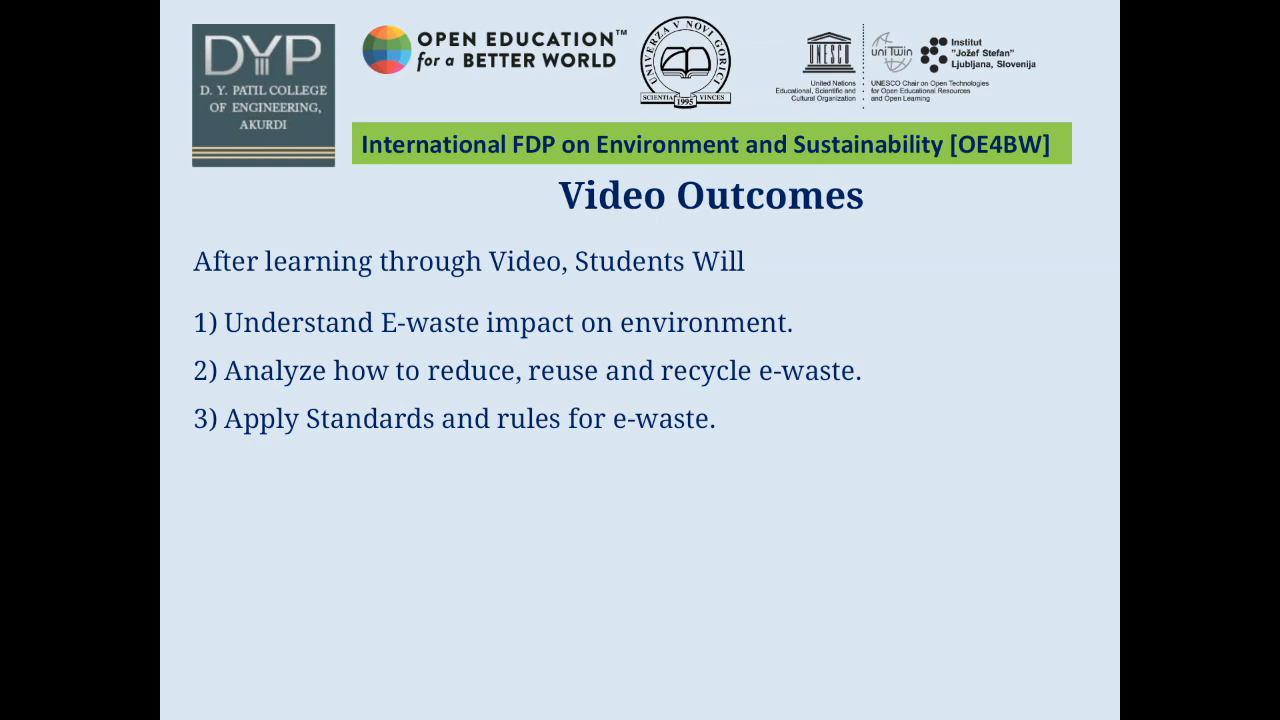 DYP
D. Y. PATIL COLLEGE
OF ENGINEERING,
AKURDI
OPEN EDUCATION™
for a BETTER WORLD
UNIVERZA V NOVI GORICI
SCIENTIA VINCES
1995
UNESCO
United Nations
Educational, Scientific and
Cultural Organization
uniTwin
Institut
"Jožef Stefan"
Ljubljana, Slovenija
UNESCO Chair on Open Technologies
for Open Educational Resources
and Open Learning
International FDP on Environment and Sustainability [OE4BW]
Video Outcomes
After learning through Video, Students Will
1) Understand E-waste impact on environment.
2) Analyze how to reduce, reuse and recycle e-waste.
3) Apply Standards and rules for e-waste.